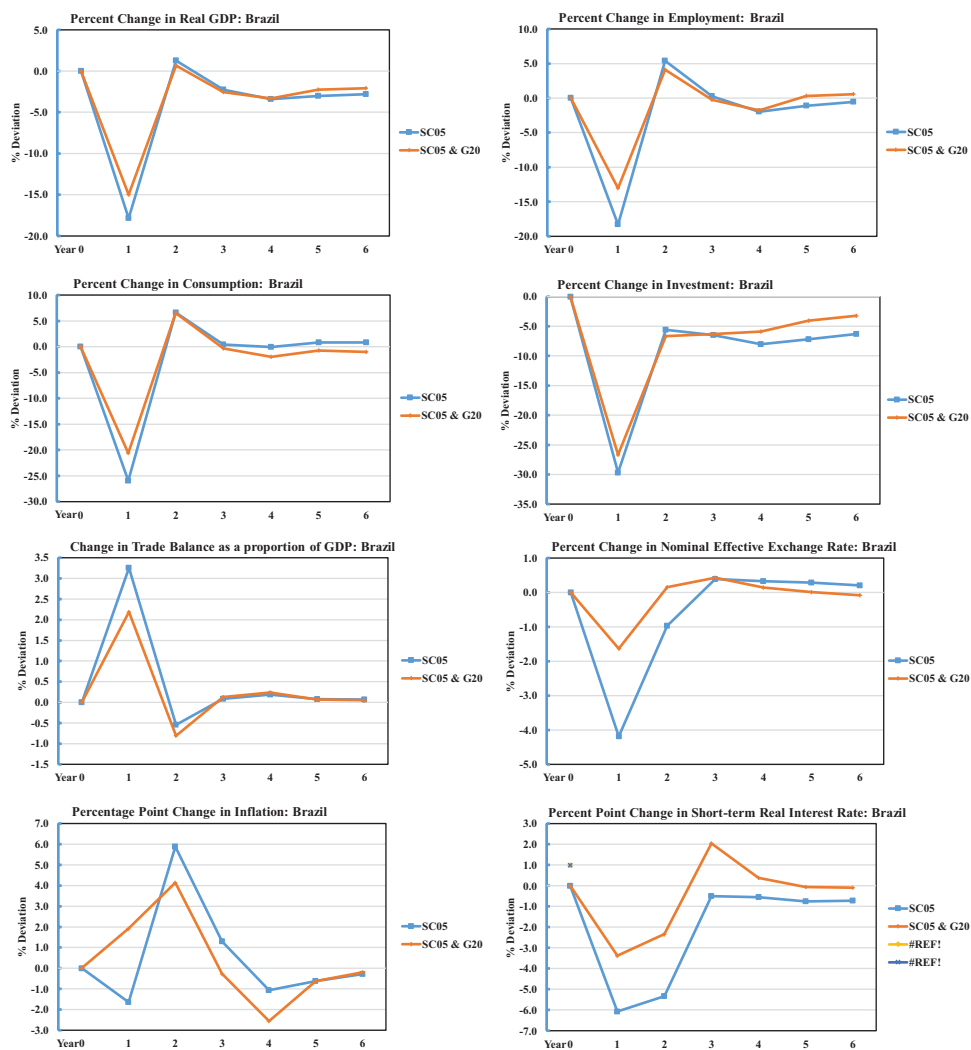 Percent Change in Real GDP: Brazil
5.0
0.0
-5.0
-10.0
-15.0
-20.0
% Deviation
Year 0 1 2 3 4 5 6
SC05
SC05 & G20
Percent Change in Employment: Brazil
10.0
5.0
0.0
-5.0
-10.0
-15.0
-20.0
% Deviation
Year 0 1 2 3 4 5 6
SC05
SC05 & G20
Percent Change in Consumption: Brazil
10.0
5.0
0.0
-5.0
-10.0
-15.0
-20.0
-25.0
-30.0
% Deviation
Year 0 1 2 3 4 5 6
SC05
SC05 & G20
Percent Change in Investment: Brazil
0.0
-5.0
-10.0
-15.0
-20.0
-25.0
-30.0
-35.0
% Deviation
Year 0 1 2 3 4 5 6
SC05
SC05 & G20
Change in Trade Balance as a proportion of GDP: Brazil
3.5
3.0
2.5
2.0
1.5
1.0
0.5
0.0
-0.5
-1.0
-1.5
% Deviation
Year 0 1 2 3 4 5 6
SC05
SC05 & G20
Percent Change in Nominal Effective Exchange Rate: Brazil
1.0
0.0
-1.0
-2.0
-3.0
-4.0
-5.0
% Deviation
Year 0 1 2 3 4 5 6
SC05
SC05 & G20
Percentage Point Change in Inflation: Brazil
7.0
6.0
5.0
4.0
3.0
2.0
1.0
0.0
-1.0
-2.0
-3.0
% Deviation
Year 0 1 2 3 4 5 6
SC05
SC05 & G20
Percent Point Change in Short-term Real Interest Rate: Brazil
3.0
2.0
1.0
0.0
-1.0
-2.0
-3.0
-4.0
-5.0
-6.0
-7.0
% Deviation
Year 0 1 2 3 4 5 6
SC05
SC05 & G20
#REF!
#REF!